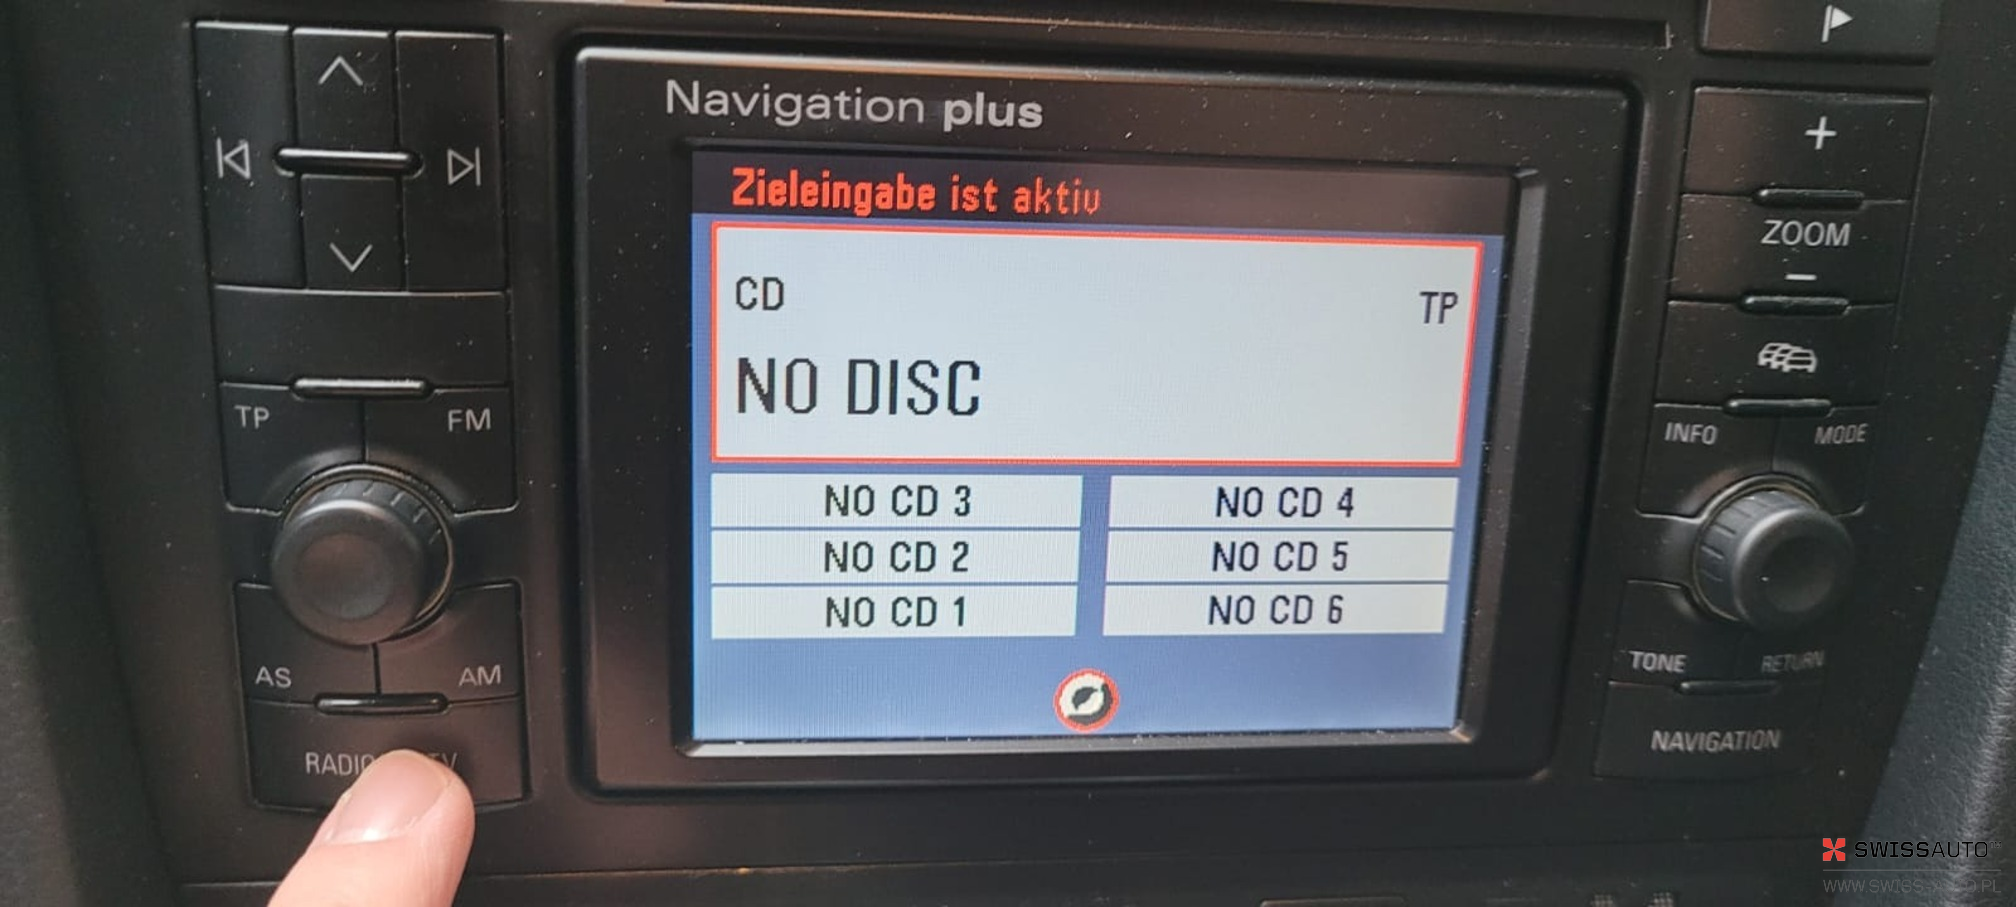 Navigation plus
Zieleingabe ist aktiv
CD
TP
NO DISC
NO CD 3
NO CD 4
NO CD 2
NO CD 5
NO CD 1
NO CD 6
TP
FM
AS
AM
+
ZOOM
−
INFO
MODE
TONE
RETURN
NAVIGATION
SWISSAUTO